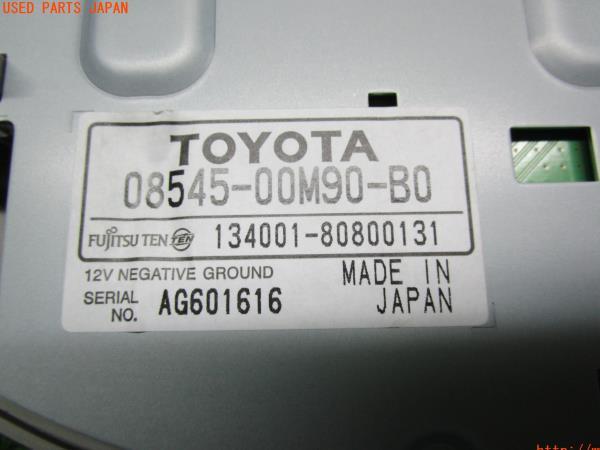 USED PARTS JAPAN
TOYOTA
08545-00M90-B0
FUJITSU TEN TEN 134001-80800131
12V NEGATIVE GROUND
SERIAL NO. AG601616
MADE IN JAPAN